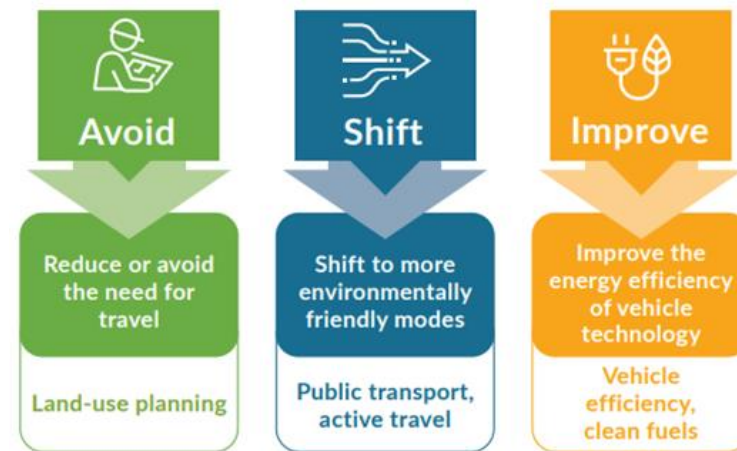 Avoid
Reduce or avoid
the need for
travel
Land-use planning
Shift
Shift to more
environmentally
friendly modes
Public transport,
active travel
Improve
Improve the
energy efficiency
of vehicle
technology
Vehicle
efficiency,
clean fuels